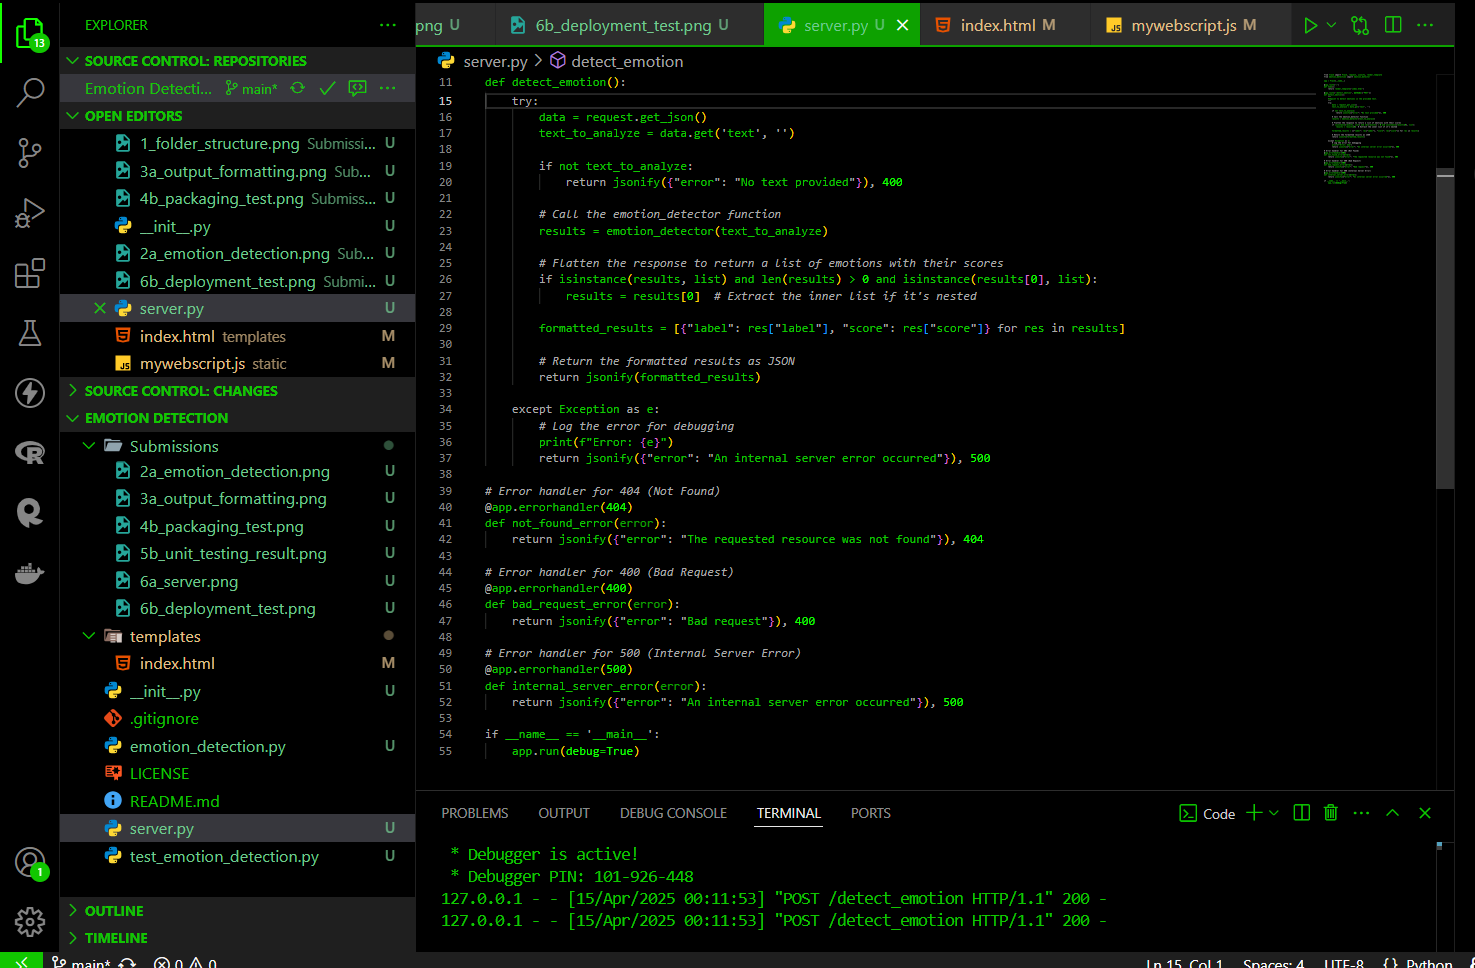 EXPLORER
13
SOURCE CONTROL: REPOSITORIES
Emotion Detecti... main*
OPEN EDITORS
1_folder_structure.png Submissi... U
3a_output_formatting.png Sub... U
4b_packaging_test.png Submiss... U
__init__.py U
2a_emotion_detection.png Sub... U
6b_deployment_test.png Submi... U
server.py U
index.html templates M
mywebscript.js static M
SOURCE CONTROL: CHANGES
EMOTION DETECTION
Submissions
2a_emotion_detection.png U
3a_output_formatting.png U
4b_packaging_test.png U
5b_unit_testing_result.png U
6a_server.png U
6b_deployment_test.png U
templates
index.html M
__init__.py U
.gitignore
emotion_detection.py U
LICENSE
README.md
server.py U
test_emotion_detection.py U
1
OUTLINE
TIMELINE
png U 6b_deployment_test.png U server.py U index.html M mywebscript.js M
server.py > detect_emotion
11 def detect_emotion():
15 try:
16 data = request.get_json()
17 text_to_analyze = data.get('text', '')
18
19 if not text_to_analyze:
20 return jsonify({"error": "No text provided"}), 400
21
22 # Call the emotion_detector function
23 results = emotion_detector(text_to_analyze)
24
25 # Flatten the response to return a list of emotions with their scores
26 if isinstance(results, list) and len(results) > 0 and isinstance(results[0], list):
27 results = results[0] # Extract the inner list if it's nested
28
29 formatted_results = [{"label": res["label"], "score": res["score"]} for res in results]
30
31 # Return the formatted results as JSON
32 return jsonify(formatted_results)
33
34 except Exception as e:
35 # Log the error for debugging
36 print(f"Error: {e}")
37 return jsonify({"error": "An internal server error occurred"}), 500
38
39 # Error handler for 404 (Not Found)
40 @app.errorhandler(404)
41 def not_found_error(error):
42 return jsonify({"error": "The requested resource was not found"}), 404
43
44 # Error handler for 400 (Bad Request)
45 @app.errorhandler(400)
46 def bad_request_error(error):
47 return jsonify({"error": "Bad request"}), 400
48
49 # Error handler for 500 (Internal Server Error)
50 @app.errorhandler(500)
51 def internal_server_error(error):
52 return jsonify({"error": "An internal server error occurred"}), 500
53
54 if __name__ == '__main__':
55 app.run(debug=True)
PROBLEMS OUTPUT DEBUG CONSOLE TERMINAL PORTS Code
* Debugger is active!
* Debugger PIN: 101-926-448
127.0.0.1 - - [15/Apr/2025 00:11:53] "POST /detect_emotion HTTP/1.1" 200 -
127.0.0.1 - - [15/Apr/2025 00:11:53] "POST /detect_emotion HTTP/1.1" 200 -
main* 0 0 Ln 15, Col 1 Spaces: 4 UTF-8 {} Python